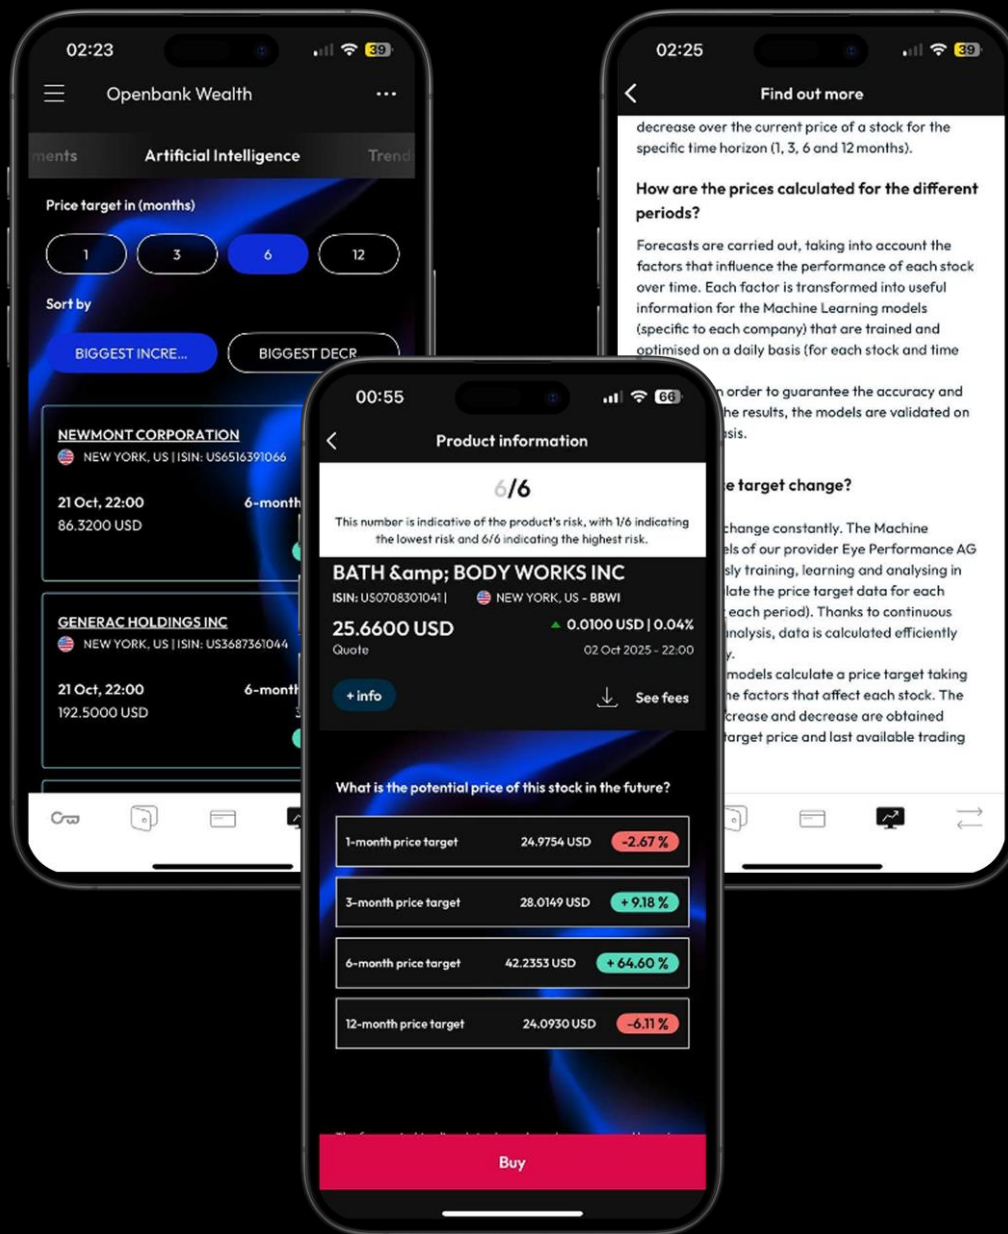 02:23
39
Openbank Wealth
ments Artificial Intelligence Trend
Price target in (months)
1 3 6 12
Sort by
BIGGEST INCRE... BIGGEST DECR
NEWMONT CORPORATION
NEW YORK, US | ISIN: US6516391066
21 Oct, 22:00 6-month
86.3200 USD
GENERAC HOLDINGS INC
NEW YORK, US | ISIN: US3687361044
21 Oct, 22:00 6-month
192.5000 USD 3
00:55
66
Product information
6/6
This number is indicative of the product's risk, with 1/6 indicating
the lowest risk and 6/6 indicating the highest risk.
BATH &amp; BODY WORKS INC
ISIN: US0708301041 | NEW YORK, US - BBWI
25.6600 USD 0.0100 USD | 0.04%
Quote 02 Oct 2025 - 22:00
+ info See fees
What is the potential price of this stock in the future?
1-month price target 24.9754 USD -2.67 %
3-month price target 28.0149 USD + 9.18 %
6-month price target 42.2353 USD + 64.60 %
12-month price target 24.0930 USD -6.11 %
Buy
02:25
39
Find out more
decrease over the current price of a stock for the
specific time horizon (1, 3, 6 and 12 months).
How are the prices calculated for the different
periods?
Forecasts are carried out, taking into account the
factors that influence the performance of each stock
over time. Each factor is transformed into useful
information for the Machine Learning models
(specific to each company) that are trained and
optimised on a daily basis (for each stock and time
n order to guarantee the accuracy and
he results, the models are validated on
sis.
e target change?
change constantly. The Machine
els of our provider Eye Performance AG
sly training, learning and analysing in
late the price target data for each
each period). Thanks to continuous
analysis, data is calculated efficiently
y.
models calculate a price target taking
he factors that affect each stock. The
crease and decrease are obtained
target price and last available trading